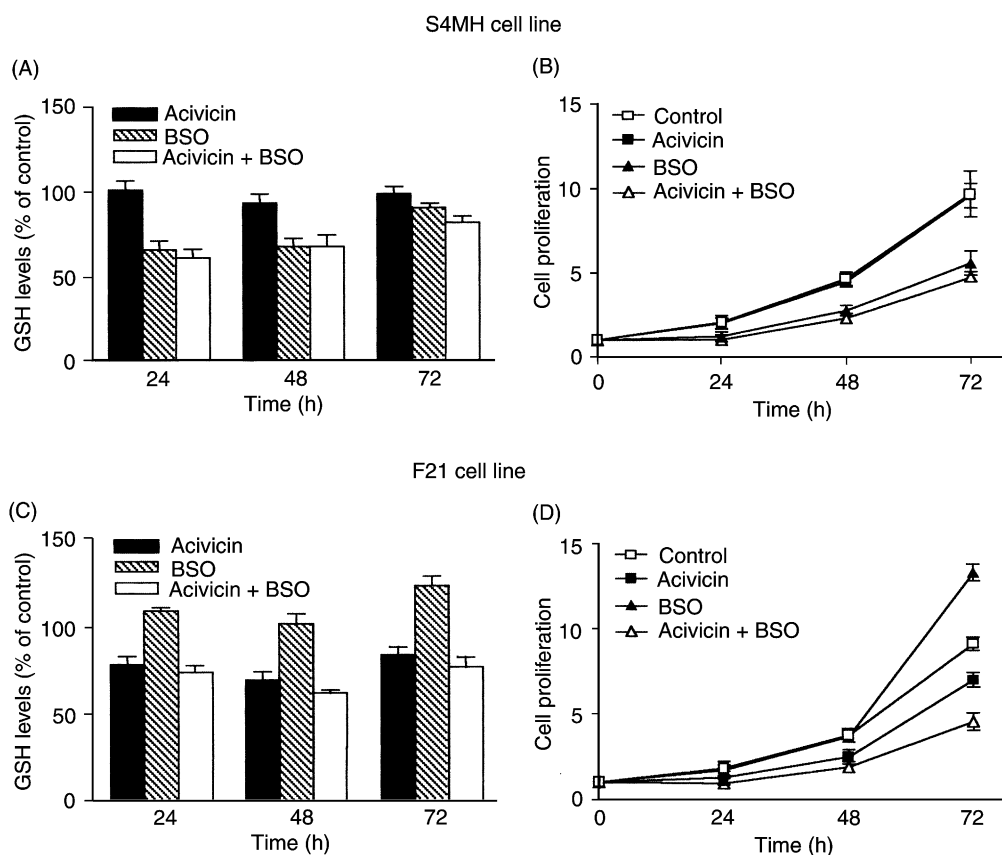 S4MH cell line
(A)
GSH levels (% of control)
150
100
50
0
Acivicin
BSO
Acivicin + BSO
24
48
72
Time (h)
(B)
Cell proliferation
15
10
5
0
Control
Acivicin
BSO
Acivicin + BSO
0
24
48
72
Time (h)
F21 cell line
(C)
GSH levels (% of control)
150
100
50
0
Acivicin
BSO
Acivicin + BSO
24
48
72
Time (h)
(D)
Cell proliferation
15
10
5
0
Control
Acivicin
BSO
Acivicin + BSO
0
24
48
72
Time (h)